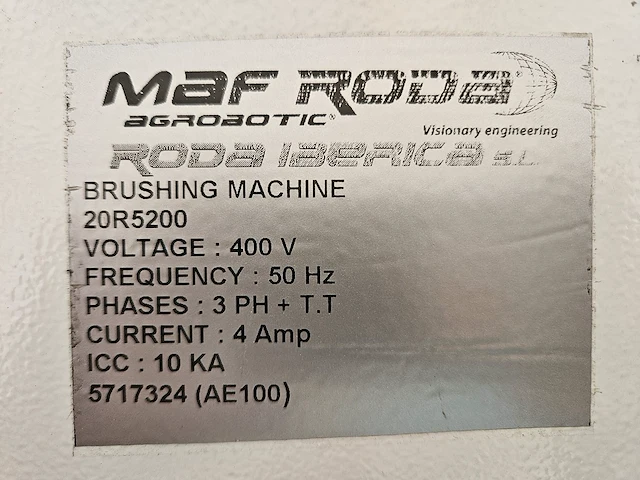 MAF RODA
AGROBOTIC®
Visionary engineering
RODA IBERICA S.L.
BRUSHING MACHINE
20R5200
VOLTAGE : 400 V
FREQUENCY : 50 Hz
PHASES : 3 PH + T.T
CURRENT : 4 Amp
ICC : 10 KA
5717324 (AE100)